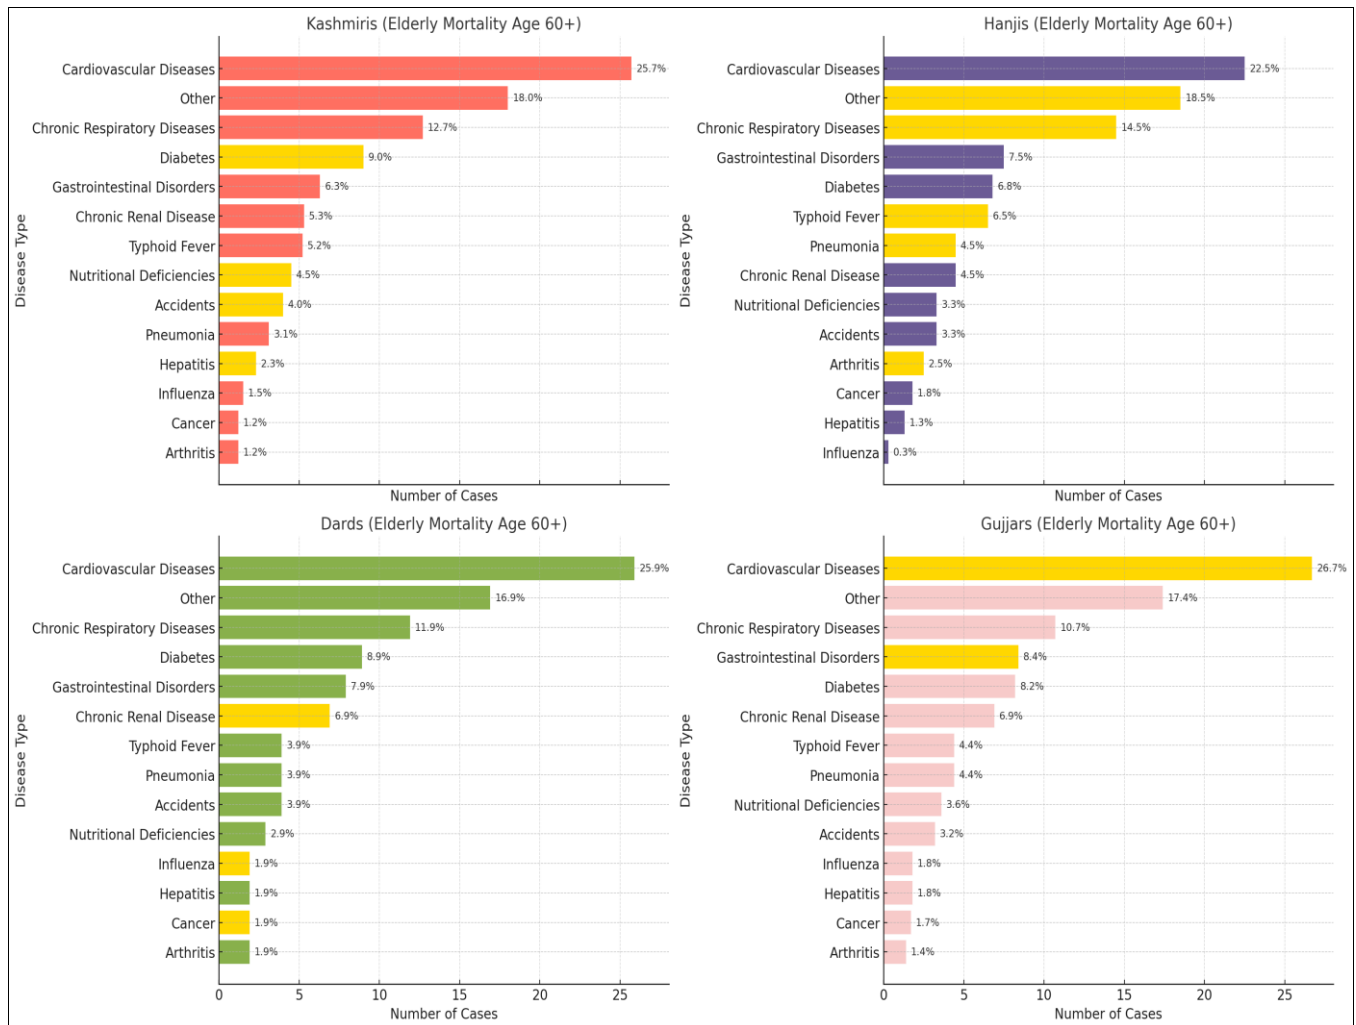 Kashmiris (Elderly Mortality Age 60+)
Disease Type
Cardiovascular Diseases 25.7%
Other 18.0%
Chronic Respiratory Diseases 12.7%
Diabetes 9.0%
Gastrointestinal Disorders 6.3%
Chronic Renal Disease 5.3%
Typhoid Fever 5.2%
Nutritional Deficiencies 4.5%
Accidents 4.0%
Pneumonia 3.1%
Hepatitis 2.3%
Influenza 1.5%
Cancer 1.2%
Arthritis 1.2%
Number of Cases
Hanjis (Elderly Mortality Age 60+)
Disease Type
Cardiovascular Diseases 22.5%
Other 18.5%
Chronic Respiratory Diseases 14.5%
Gastrointestinal Disorders 7.5%
Diabetes 6.8%
Typhoid Fever 6.5%
Pneumonia 4.5%
Chronic Renal Disease 4.5%
Nutritional Deficiencies 3.3%
Accidents 3.3%
Arthritis 2.5%
Cancer 1.8%
Hepatitis 1.3%
Influenza 0.3%
Number of Cases
Dards (Elderly Mortality Age 60+)
Disease Type
Cardiovascular Diseases 25.9%
Other 16.9%
Chronic Respiratory Diseases 11.9%
Diabetes 8.9%
Gastrointestinal Disorders 7.9%
Chronic Renal Disease 6.9%
Typhoid Fever 3.9%
Pneumonia 3.9%
Accidents 3.9%
Nutritional Deficiencies 2.9%
Influenza 1.9%
Hepatitis 1.9%
Cancer 1.9%
Arthritis 1.9%
0 5 10 15 20 25
Number of Cases
Gujjars (Elderly Mortality Age 60+)
Disease Type
Cardiovascular Diseases 26.7%
Other 17.4%
Chronic Respiratory Diseases 10.7%
Gastrointestinal Disorders 8.4%
Diabetes 8.2%
Chronic Renal Disease 6.9%
Typhoid Fever 4.4%
Pneumonia 4.4%
Nutritional Deficiencies 3.6%
Accidents 3.2%
Influenza 1.8%
Hepatitis 1.8%
Cancer 1.7%
Arthritis 1.4%
0 5 10 15 20 25
Number of Cases